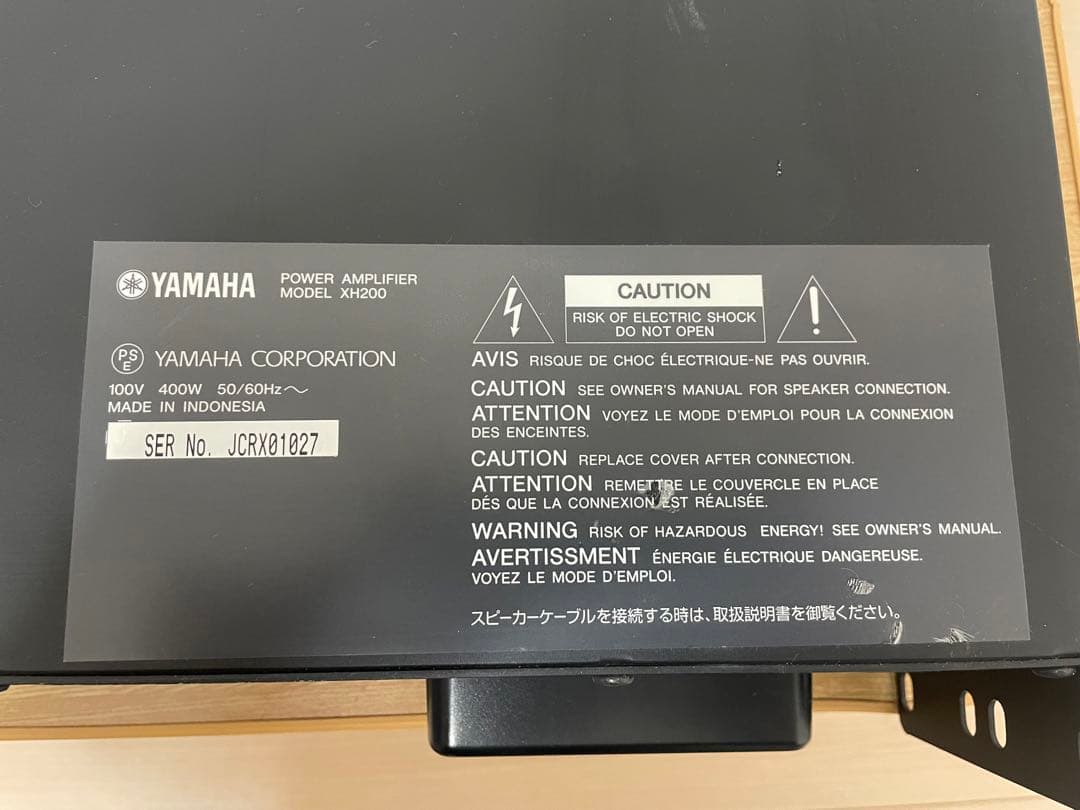 YAMAHA
POWER AMPLIFIER
MODEL XH200
PSE YAMAHA CORPORATION
100V 400W 50/60Hz～
MADE IN INDONESIA
SER No. JCRX01027
CAUTION
RISK OF ELECTRIC SHOCK
DO NOT OPEN
AVIS RISQUE DE CHOC ÉLECTRIQUE-NE PAS OUVRIR.
CAUTION SEE OWNER'S MANUAL FOR SPEAKER CONNECTION.
ATTENTION VOYEZ LE MODE D'EMPLOI POUR LA CONNEXION
DES ENCEINTES.
CAUTION REPLACE COVER AFTER CONNECTION.
ATTENTION REMETTRE LE COUVERCLE EN PLACE
DÉS QUE LA CONNEXION EST RÉALISÉE.
WARNING RISK OF HAZARDOUS ENERGY! SEE OWNER'S MANUAL.
AVERTISSMENT ÉNERGIE ÉLECTRIQUE DANGEREUSE.
VOYEZ LE MODE D'EMPLOI.
スピーカーケーブルを接続する時は、取扱説明書を御覧ください。